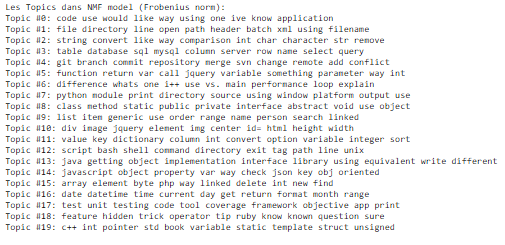 Les Topics dans NMF model (Frobenius norm):
Topic #0: code use would like way using one ive know application
Topic #1: file directory line open path header batch xml using filename
Topic #2: string convert like way comparison int char character str remove
Topic #3: table database sql mysql column server row name select query
Topic #4: git branch commit repository merge svn change remote add conflict
Topic #5: function return var call jquery variable something parameter way int
Topic #6: difference whats one i++ use vs. main performance loop explain
Topic #7: python module print directory source using window platform output use
Topic #8: class method static public private interface abstract void use object
Topic #9: list item generic use order range name person search linked
Topic #10: div image jquery element img center id= html height width
Topic #11: value key dictionary column int convert option variable integer sort
Topic #12: script bash shell command directory exit tag path line unix
Topic #13: java getting object implementation interface library using equivalent write different
Topic #14: javascript object property var way check json key obj oriented
Topic #15: array element byte php way linked delete int new find
Topic #16: date datetime time current day get return format month range
Topic #17: test unit testing code tool coverage framework objective app print
Topic #18: feature hidden trick operator tip ruby know known question sure
Topic #19: c++ int pointer std book variable static template struct unsigned